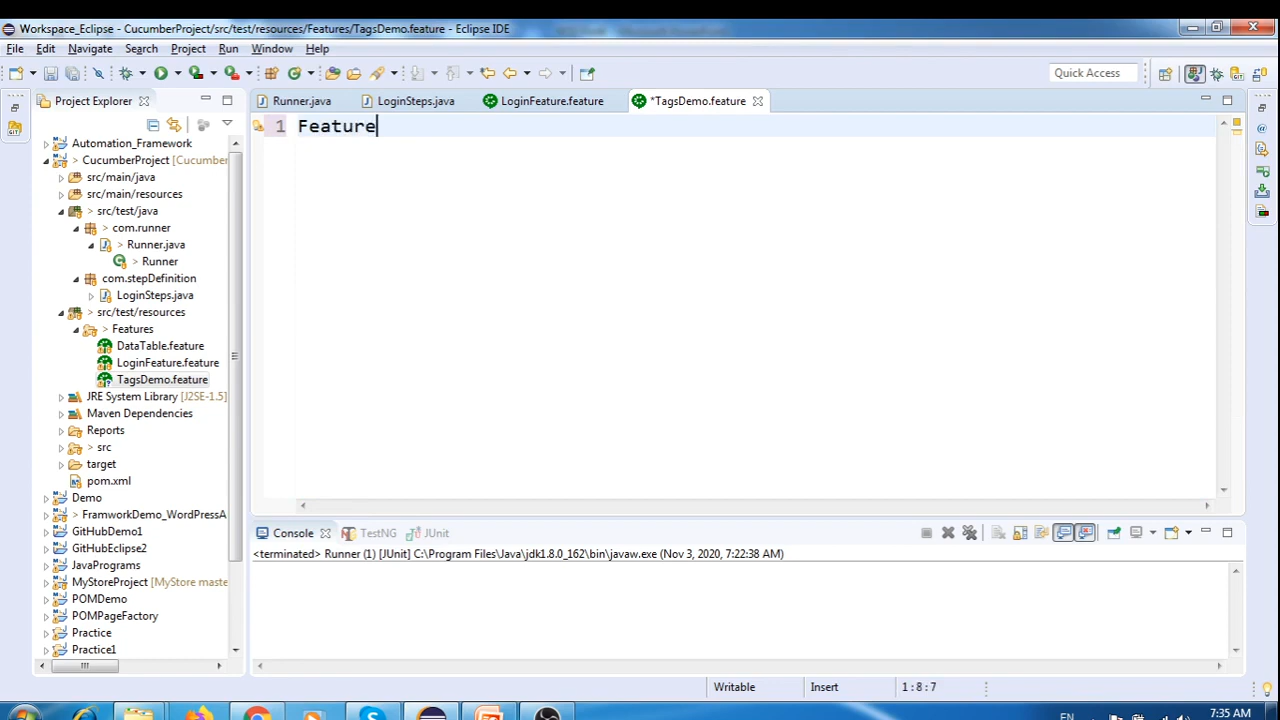 Workspace_Eclipse - CucumberProject/src/test/resources/Features/TagsDemo.feature - Eclipse IDE
File Edit Navigate Search Project Run Window Help
Quick Access
Project Explorer
Runner.java LoginSteps.java LoginFeature.feature *TagsDemo.feature
1 Feature
Automation_Framework
> CucumberProject [Cucumber
src/main/java
src/main/resources
> src/test/java
> com.runner
> Runner.java
> Runner
com.stepDefinition
LoginSteps.java
> src/test/resources
> Features
DataTable.feature
LoginFeature.feature
TagsDemo.feature
JRE System Library [J2SE-1.5]
Maven Dependencies
Reports
> src
target
pom.xml
Demo
> FramworkDemo_WordPressA
GitHubDemo1
GitHubEclipse2
JavaPrograms
MyStoreProject [MyStore master
POMDemo
POMPageFactory
Practice
Practice1
Console TestNG JUnit
<terminated> Runner (1) [JUnit] C:\Program Files\Java\jdk1.8.0_162\bin\javaw.exe (Nov 3, 2020, 7:22:38 AM)
Writable Insert 1:8:7
EN 7:35 AM